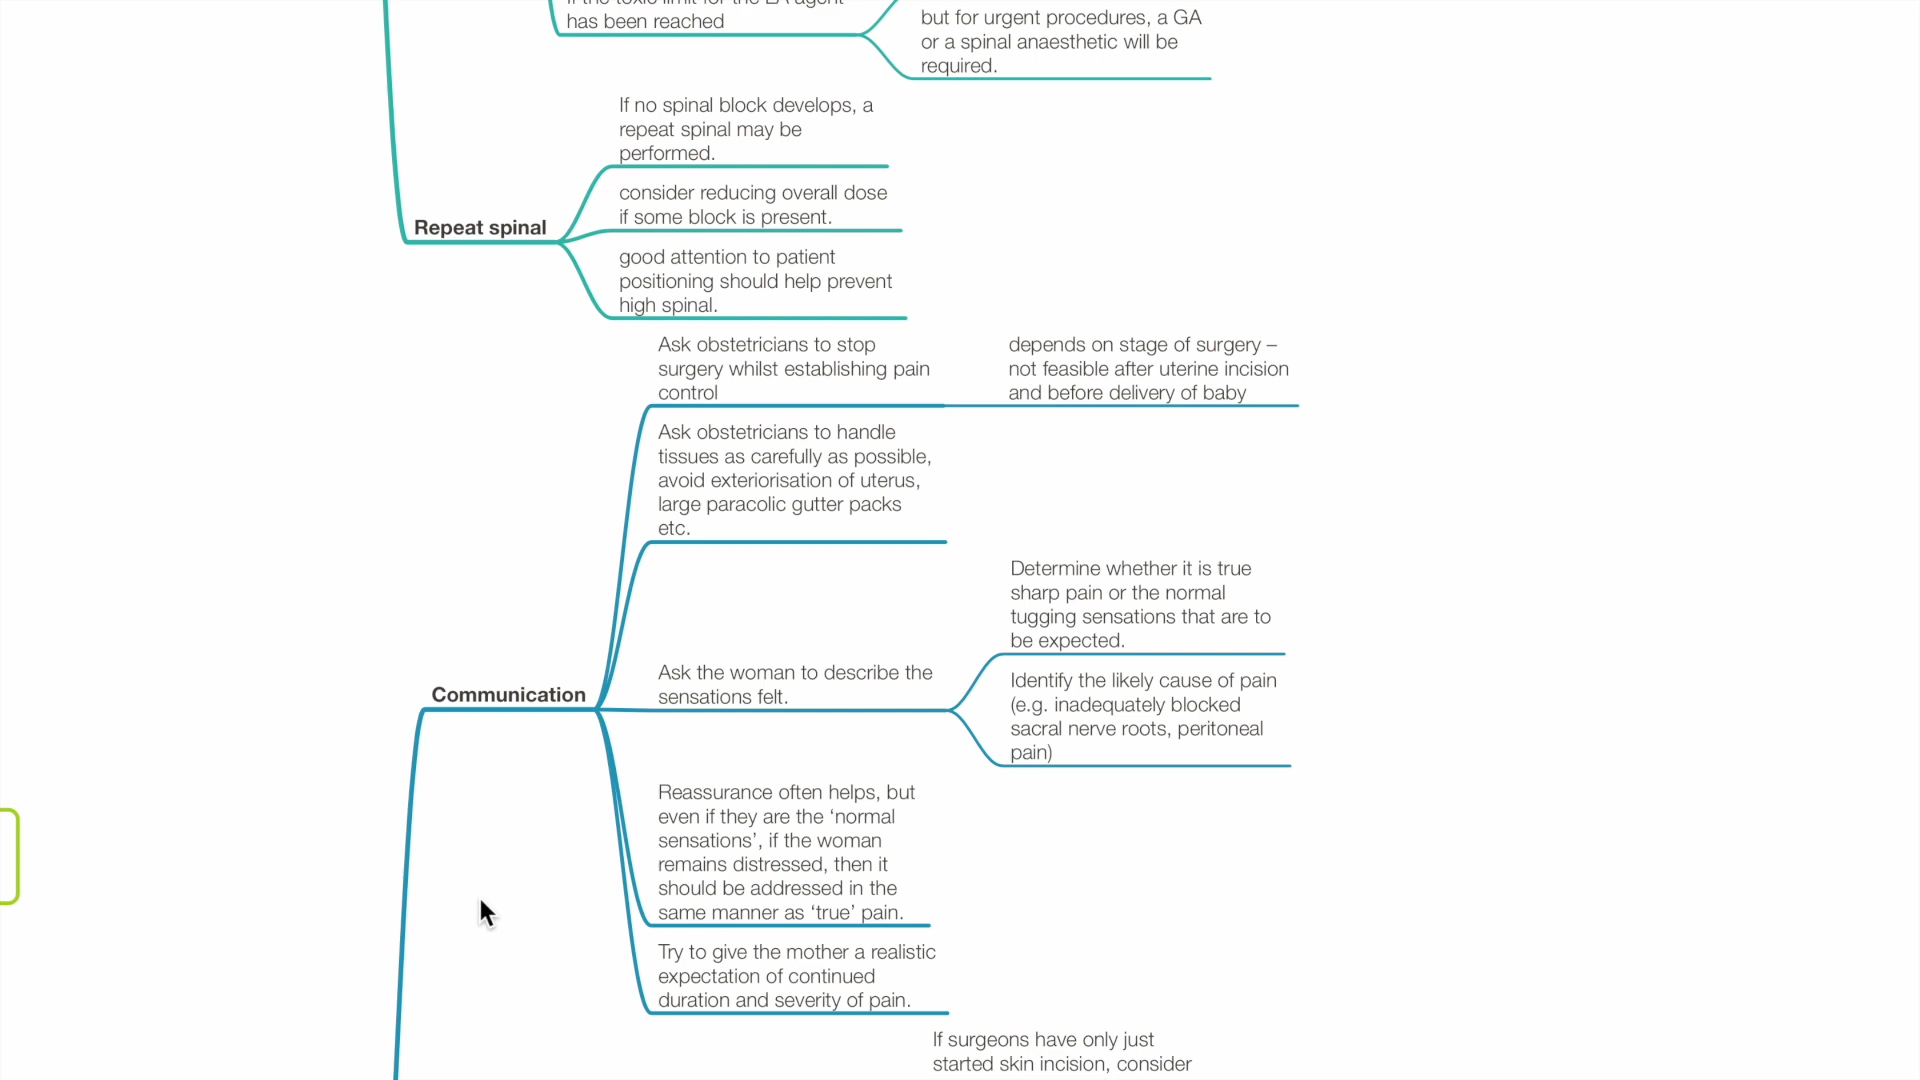 if the toxic limit for the LA agent
has been reached
but for urgent procedures, a GA
or a spinal anaesthetic will be
required.
If no spinal block develops, a
repeat spinal may be
performed.
consider reducing overall dose
if some block is present.
Repeat spinal
good attention to patient
positioning should help prevent
high spinal.
Ask obstetricians to stop
surgery whilst establishing pain
control
depends on stage of surgery –
not feasible after uterine incision
and before delivery of baby
Ask obstetricians to handle
tissues as carefully as possible,
avoid exteriorisation of uterus,
large paracolic gutter packs
etc.
Communication
Ask the woman to describe the
sensations felt.
Determine whether it is true
sharp pain or the normal
tugging sensations that are to
be expected.
Identify the likely cause of pain
(e.g. inadequately blocked
sacral nerve roots, peritoneal
pain)
Reassurance often helps, but
even if they are the ‘normal
sensations’, if the woman
remains distressed, then it
should be addressed in the
same manner as ‘true’ pain.
Try to give the mother a realistic
expectation of continued
duration and severity of pain.
If surgeons have only just
started skin incision, consider